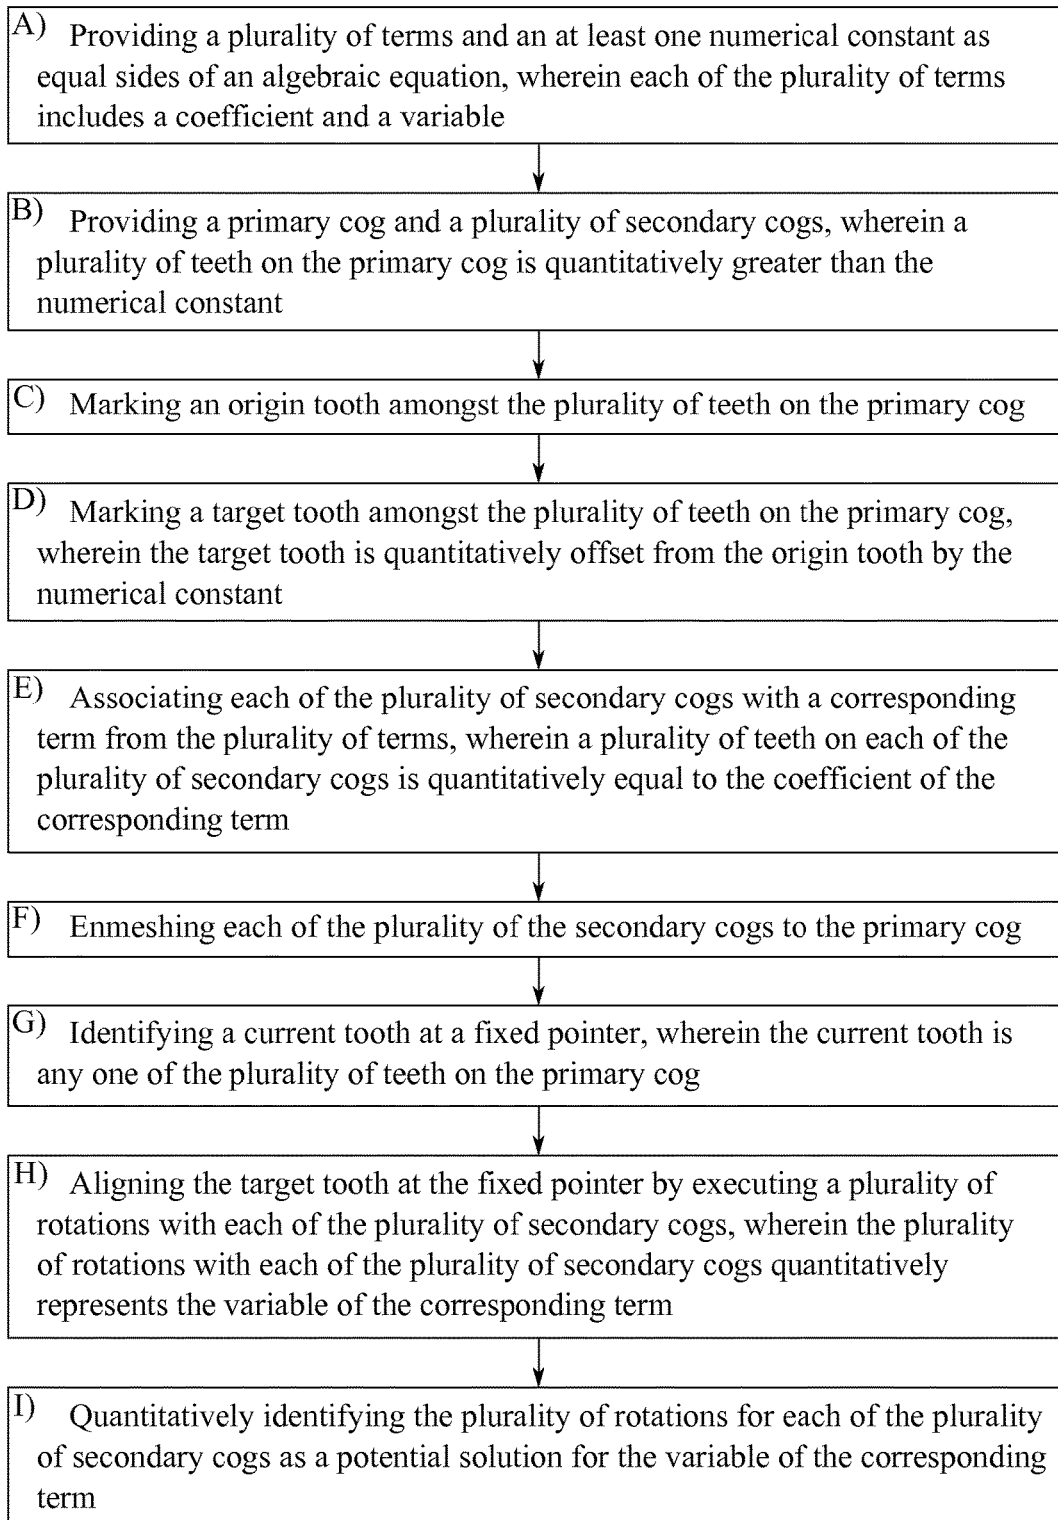 A) Providing a plurality of terms and an at least one numerical constant as
equal sides of an algebraic equation, wherein each of the plurality of terms
includes a coefficient and a variable
B) Providing a primary cog and a plurality of secondary cogs, wherein a
plurality of teeth on the primary cog is quantitatively greater than the
numerical constant
C) Marking an origin tooth amongst the plurality of teeth on the primary cog
D) Marking a target tooth amongst the plurality of teeth on the primary cog,
wherein the target tooth is quantitatively offset from the origin tooth by the
numerical constant
E) Associating each of the plurality of secondary cogs with a corresponding
term from the plurality of terms, wherein a plurality of teeth on each of the
plurality of secondary cogs is quantitatively equal to the coefficient of the
corresponding term
F) Enmeshing each of the plurality of the secondary cogs to the primary cog
G) Identifying a current tooth at a fixed pointer, wherein the current tooth is
any one of the plurality of teeth on the primary cog
H) Aligning the target tooth at the fixed pointer by executing a plurality of
rotations with each of the plurality of secondary cogs, wherein the plurality
of rotations with each of the plurality of secondary cogs quantitatively
represents the variable of the corresponding term
I) Quantitatively identifying the plurality of rotations for each of the plurality
of secondary cogs as a potential solution for the variable of the corresponding
term